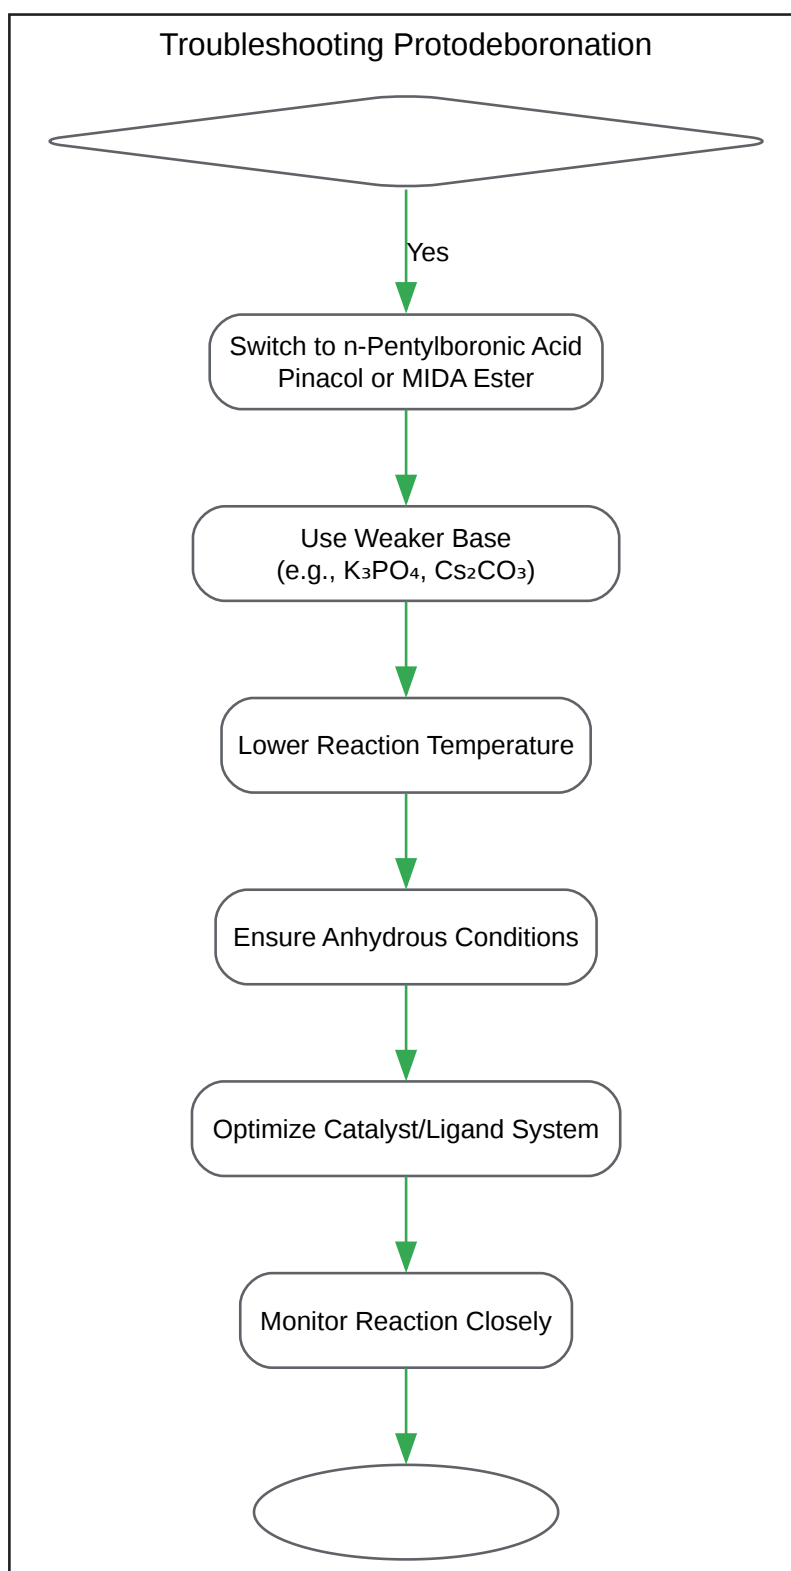 Troubleshooting Protodeboronation
Yes
Switch to n-Pentylboronic Acid
Pinacol or MIDA Ester
Use Weaker Base
(e.g., K₃PO₄, Cs₂CO₃)
Lower Reaction Temperature
Ensure Anhydrous Conditions
Optimize Catalyst/Ligand System
Monitor Reaction Closely